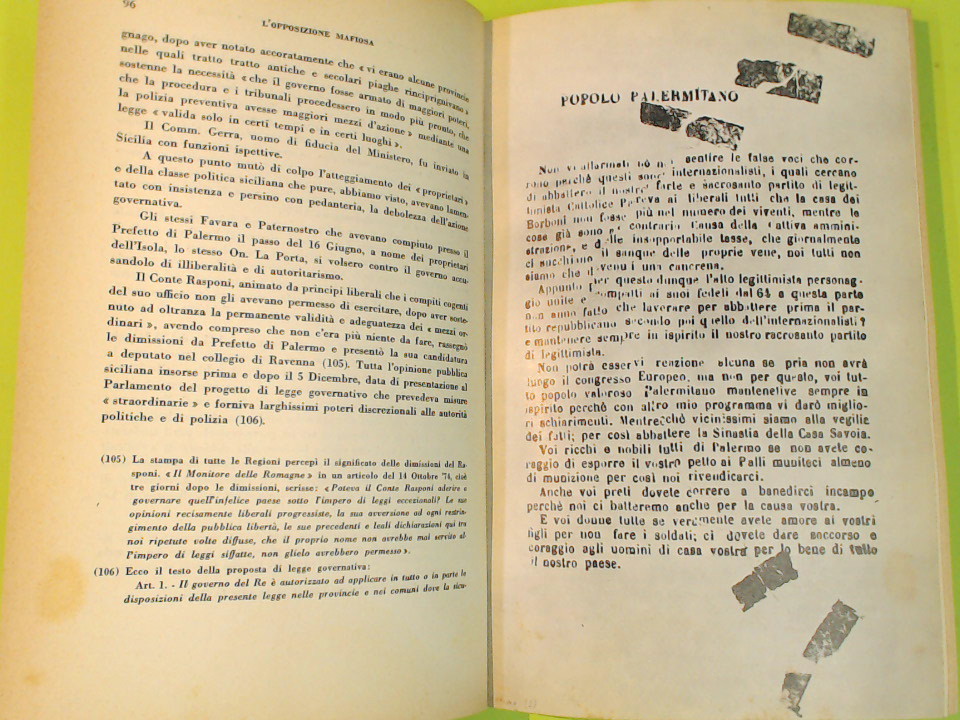 96
L'OPPOSIZIONE MAFIOSA
gnago, dopo aver notato accoratamente che « vi erano alcune provincie
nelle quali tratto tratto antiche e secolari piaghe rinciprignivano »
sostenne la necessità « che il governo fosse armato di maggiori poteri,
che la procedura e i tribunali procedessero in modo più pronto, che
la polizia preventiva avesse maggiori mezzi d'azione » mediante una
legge « valida solo in certi tempi e in certi luoghi ».
Il Comm. Gerra, uomo di fiducia del Ministero, fu inviato in
Sicilia con funzioni ispettive.
A questo punto mutò di colpo l'atteggiamento dei « proprietari »
e della classe politica siciliana che pure, abbiamo visto, avevano lamen-
tato con insistenza e persino con pedanteria, la debolezza dell'azione
governativa.
Gli stessi Favara e Paternostro che avevano compiuto presso il
Prefetto di Palermo il passo del 16 Giugno, a nome dei proprietari
dell'Isola, lo stesso On. La Porta, si volsero contro il governo accu-
sandolo di illiberalità e di autoritarismo.
Il Conte Rasponi, animato da principi liberali che i compiti cogenti
del suo ufficio non gli avevano permesso di esercitare, dopo aver soste-
nuto ad oltranza la permanente validità e adeguatezza dei « mezzi or-
dinari », avendo compreso che non c'era più niente da fare, rassegnò
le dimissioni da Prefetto di Palermo e presentò la sua candidatura
a deputato nel collegio di Ravenna (105). Tutta l'opinione pubblica
siciliana insorse prima e dopo il 5 Dicembre, data di presentazione al
Parlamento del progetto di legge governativo che prevedeva misure
« straordinarie » e forniva larghissimi poteri discrezionali alle autorità
politiche e di polizia (106).
(105) La stampa di tutte le Regioni percepì il significato delle dimissioni del Ra-
sponi. « Il Monitore delle Romagne » in un articolo del 14 Ottobre '74, cioè
tre giorni dopo le dimissioni, scrisse: « Poteva il Conte Rasponi aderire a
governare quell'infelice paese sotto l'impero di leggi eccezionali? Le sue
opinioni recisamente liberali progressiste, la sua avversione ad ogni restrin-
gimento della pubblica libertà, le sue precedenti e leali dichiarazioni qui tra
noi ripetute volte diffuse, che il proprio nome non avrebbe mai servito al-
l'impero di leggi siffatte, non glielo avrebbero permesso ».
(106) Ecco il testo della proposta di legge governativa:
Art. 1. - Il governo del Re è autorizzato ad applicare in tutto o in parte le
disposizioni della presente legge nelle provincie e nei comuni dove la sicu-
POPOLO PALERMITANO
Non vi allarmati sentire le false voci che cor-
rono perchè questi sono internazionalisti, i quali cercano
di abbattere il nostro forte e sacrosanto partito di legit-
timista Cattolico Pareva ai liberali tutti che la casa dei
Borboni non fosse più nel numero dei viventi, mentre le
cose già sono al contrario Causa della cattiva ammini-
strazione, e delle insopportabile tasse, che giornalmente
ci succhiano il sangue delle proprie vene, noi tutti non
siamo che divenuti una cancrena.
Appunto per questo dunque l'alto legittimista personag-
gio unito e compatti ai suoi fedeli dal 64 a questa parte
non anno fatto che lavorare per abbattere prima il par-
tito repubblicano secondo poi quello dell'internazionalisti?
e mantenere sempre in ispirito il nostro racrosanto partito
di legittimista.
Non potrà esservi reazione alcuna se pria non avrà
luogo il congresso Europeo, ma non per questo, voi tut-
to popolo valoroso Palermitano mantenetive sempre in
ispirito perchè con altro mio programma vi darò miglio-
ri schiarimenti. Mentrecchè vicinissimi siamo alla veglie
dei fatti; per così abbattere la Sinastia della Casa Savoia.
Voi ricchi e nobili tutti di Palermo se non avete co-
raggio di esporre il vostro petto ai Palli muniteci almeno
di munizione per così noi rivendicarci.
Anche voi preti dovete correro a banedirci incampo
perchè noi ci batteremo anche per la causa vostra.
E voi donne tutte se veramente avete amore ai vostri
figli per non fare i soldati; ci dovete dare soccorso e
coraggio agli uomini di casa vostra per lo bene di tutto
il nostro paese.